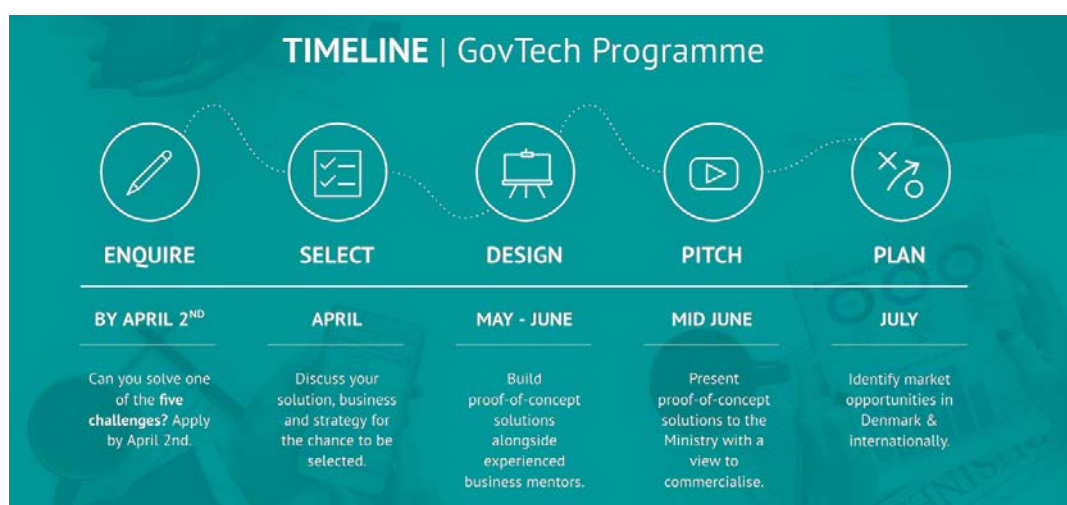 TIMELINE | GovTech Programme
ENQUIRE
SELECT
DESIGN
PITCH
PLAN
BY APRIL 2ND
APRIL
MAY - JUNE
MID JUNE
JULY
Can you solve one
of the five
challenges? Apply
by April 2nd.
Discuss your
solution, business
and strategy for
the chance to be
selected.
Build
proof-of-concept
solutions
alongside
experienced
business mentors.
Present
proof-of-concept
solutions to the
Ministry with a
view to
commercialise.
Identify market
opportunities in
Denmark &
internationally.